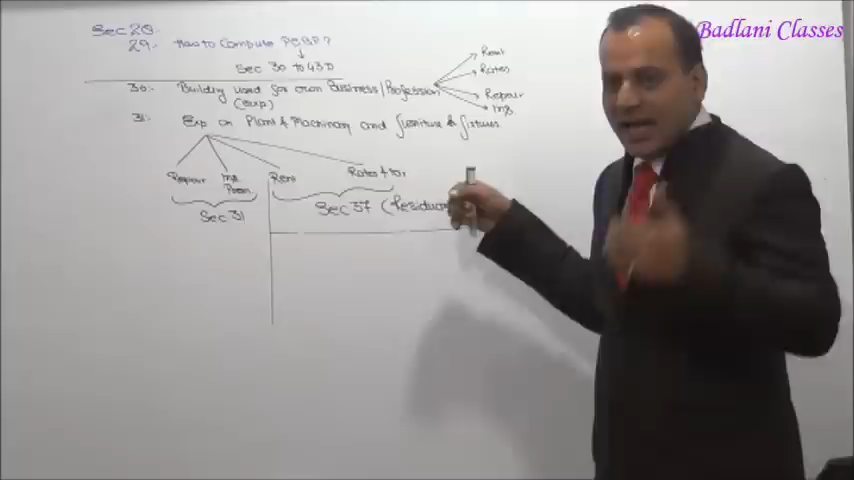 Badlani Classes
Sec 28.
29. How to Compute PGBP?
Sec 30 to 43D
30. Building used for own Business/Profession
(Exp)
Rent
Rates
Repair
Ins.
31. Exp on Plant & Machinery and furniture & fixtures
Repair Ins. Prem Rent Rates & tax
Sec 31 Sec 37 (Residuary